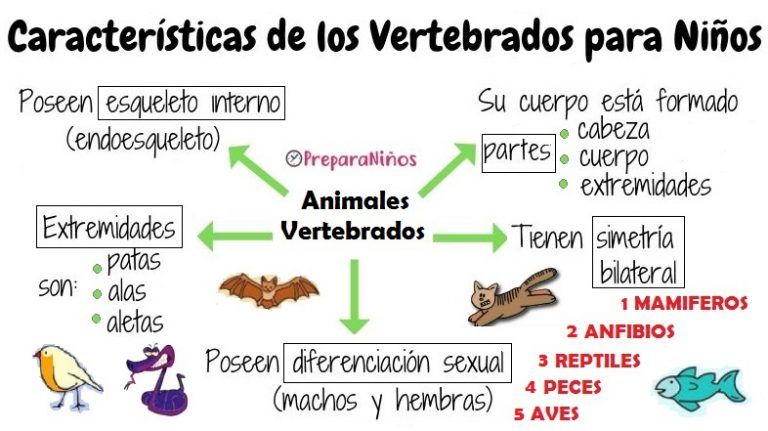 Características de los Vertebrados para Niños
Poseen esqueleto interno
(endoesqueleto)
Su cuerpo está formado
partes
cabeza
cuerpo
extremidades
PreparaNiños
Animales
Vertebrados
Extremidades
son:
patas
alas
aletas
Tienen simetría
bilateral
Poseen diferenciación sexual
(machos y hembras)
1 MAMIFEROS
2 ANFIBIOS
3 REPTILES
4 PECES
5 AVES